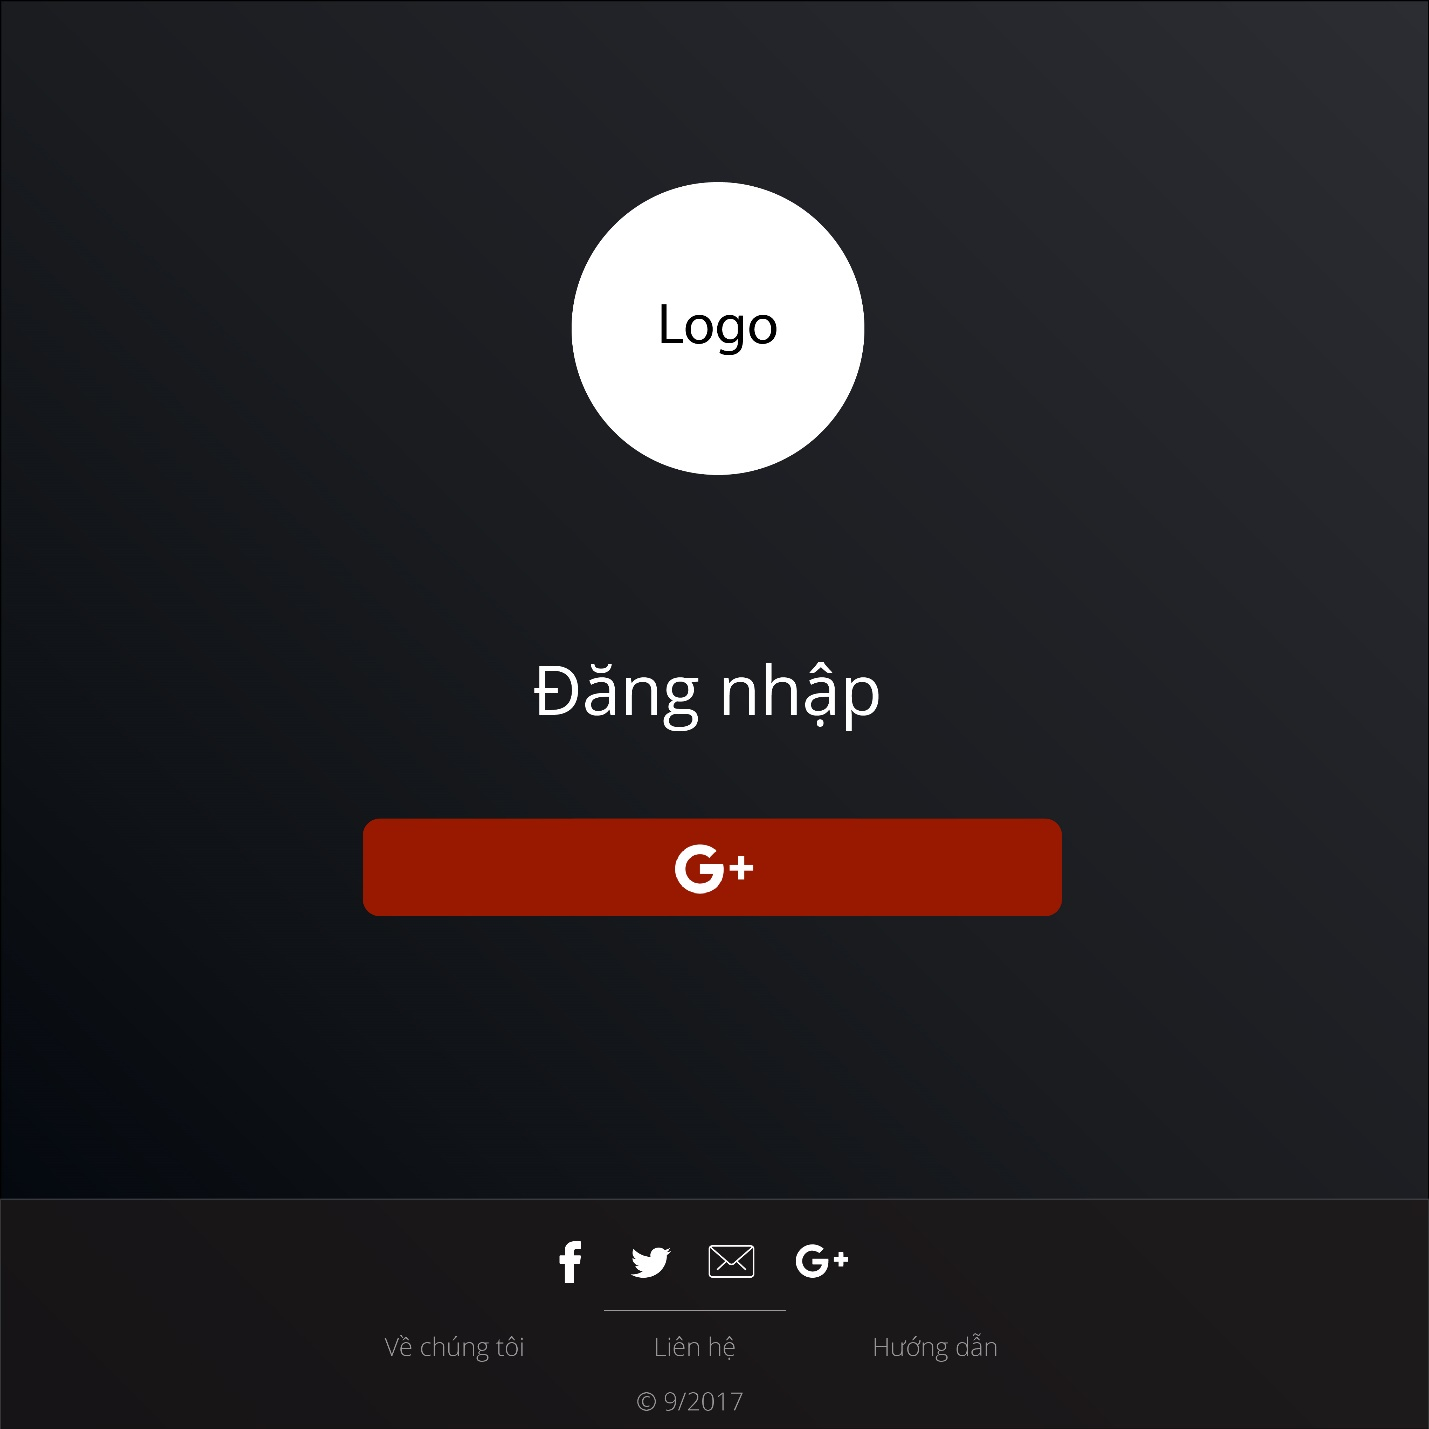 Logo
Đăng nhập
G+
G+
Về chúng tôi Liên hệ Hướng dẫn
© 9/2017